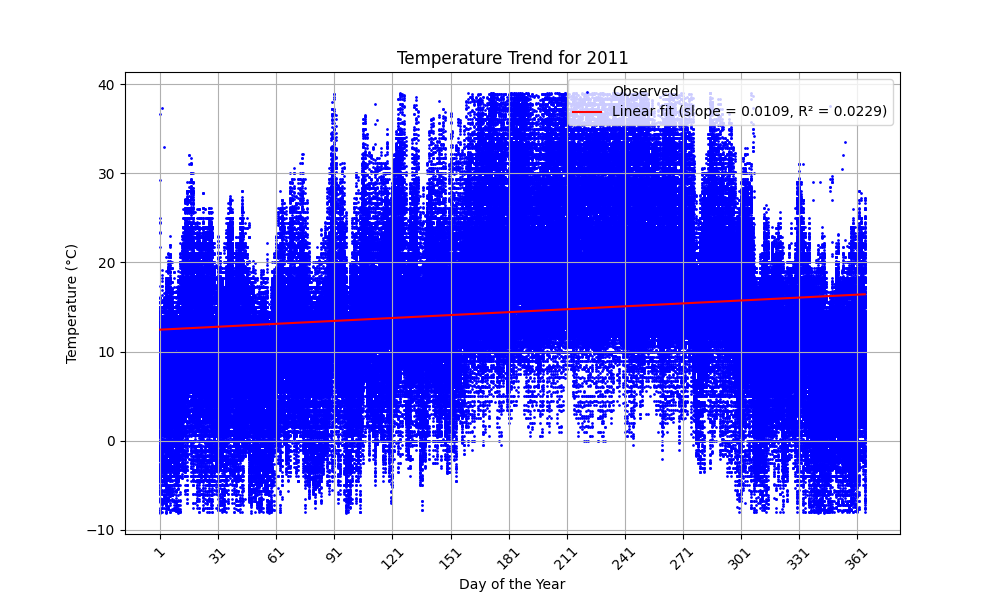 Temperature Trend for 2011
Observed
Linear fit (slope = 0.0109, R² = 0.0229)
Temperature (°C)
40
30
20
10
0
−10
1 31 61 91 121 151 181 211 241 271 301 331 361
Day of the Year